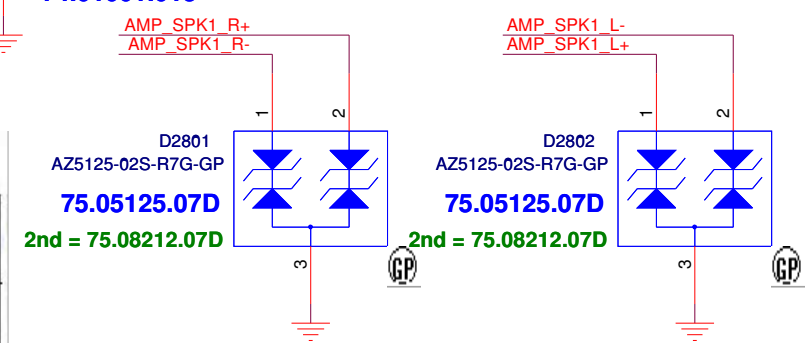 AMP_SPK1_R+
AMP_SPK1_R-
1
2
D2801
AZ5125-02S-R7G-GP
75.05125.07D
2nd = 75.08212.07D
3
GP
AMP_SPK1_L-
AMP_SPK1_L+
1
2
D2802
AZ5125-02S-R7G-GP
75.05125.07D
2nd = 75.08212.07D
3
GP